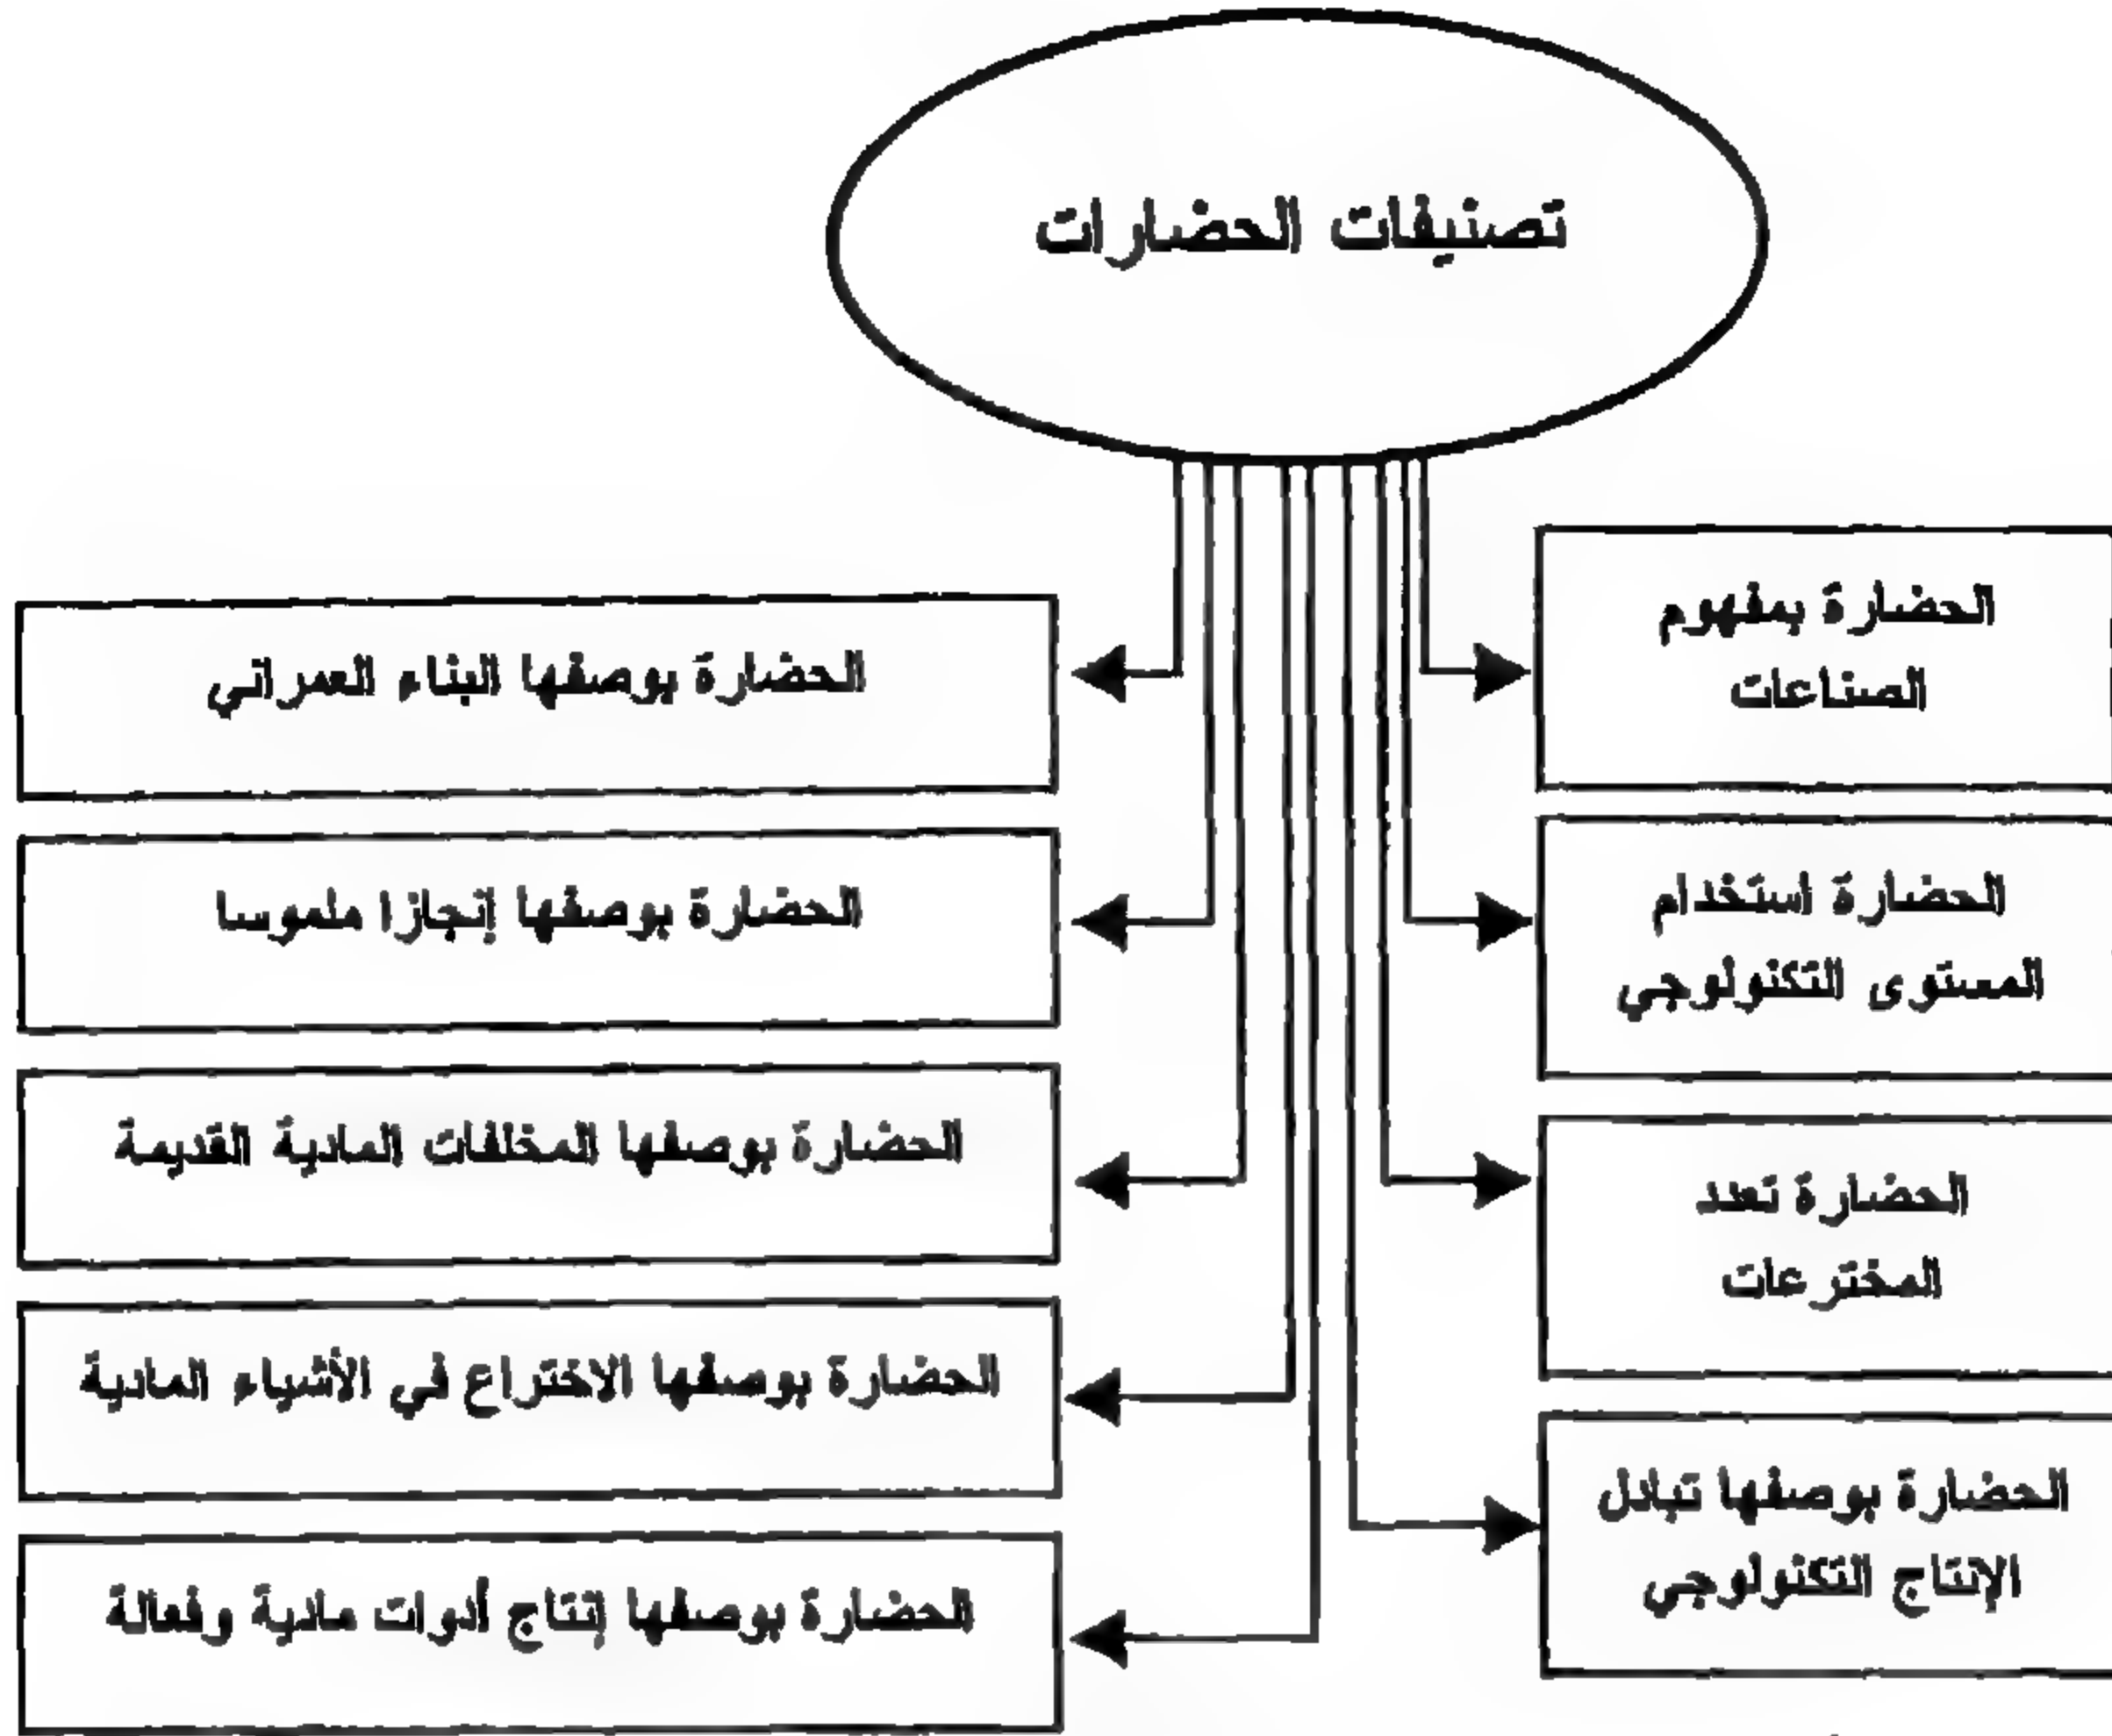 تصنيفات الحضارات
الحضارة بمفهوم
الصناعات
الحضارة استخدام
المستوى التكنولوجي
الحضارة تعدد
المخترعات
الحضارة بوصفها تبادل
الإنتاج التكنولوجي
الحضارة بوصفها البناء العمراني
الحضارة بوصفها إنجازا ملموسا
الحضارة بوصفها المخلفات المادية القديمة
الحضارة بوصفها الاختراع في الأشياء المادية
الحضارة بوصفها إنتاج أدوات مادية وفعالة